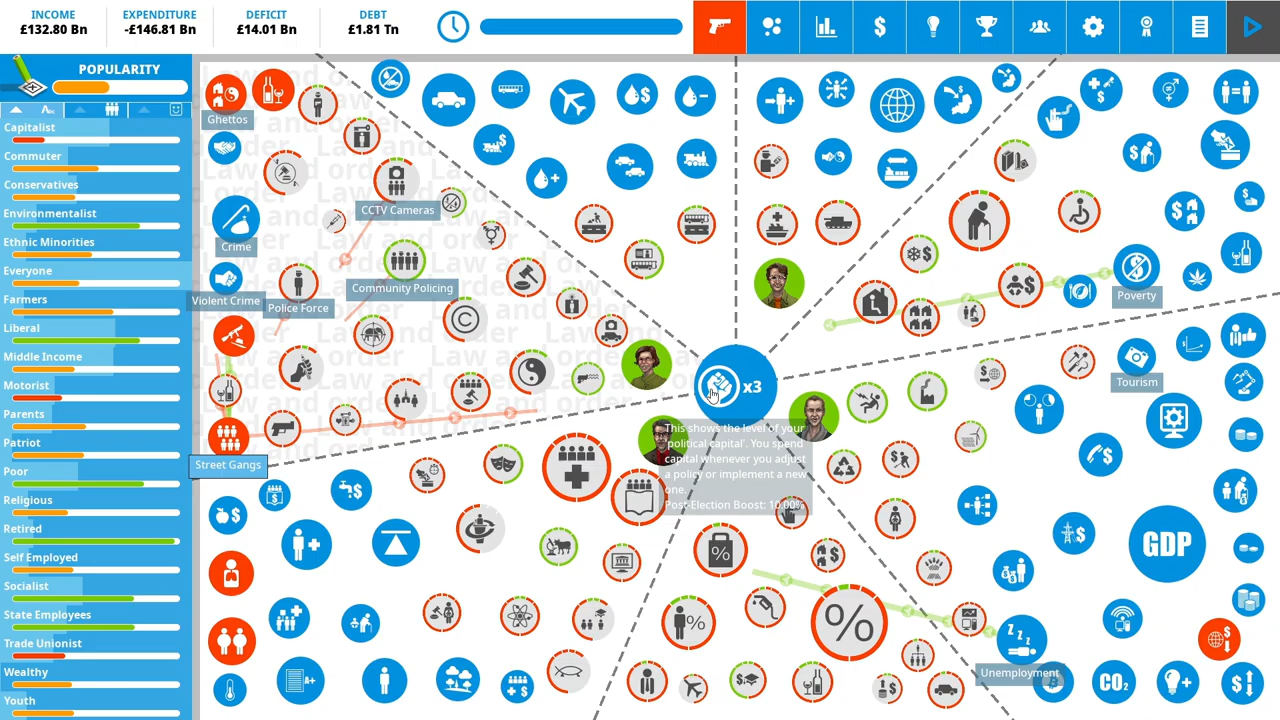 INCOME
£132.80 Bn
EXPENDITURE
-£146.81 Bn
DEFICIT
£14.01 Bn
DEBT
£1.81 Tn
POPULARITY
Capitalist
Commuter
Conservatives
Environmentalist
Ethnic Minorities
Everyone
Farmers
Liberal
Middle Income
Motorist
Parents
Patriot
Poor
Religious
Retired
Self Employed
Socialist
State Employees
Trade Unionist
Wealthy
Youth
Ghettos
CCTV Cameras
Crime
Community Policing
Violent Crime
Police Force
Street Gangs
Poverty
Tourism
Unemployment
GDP
CO₂
x3
This shows the level of your
'political capital'. You spend
capital whenever you adjust
a policy or implement a new
one.
Post-Election Boost: 10.00%
Law and order